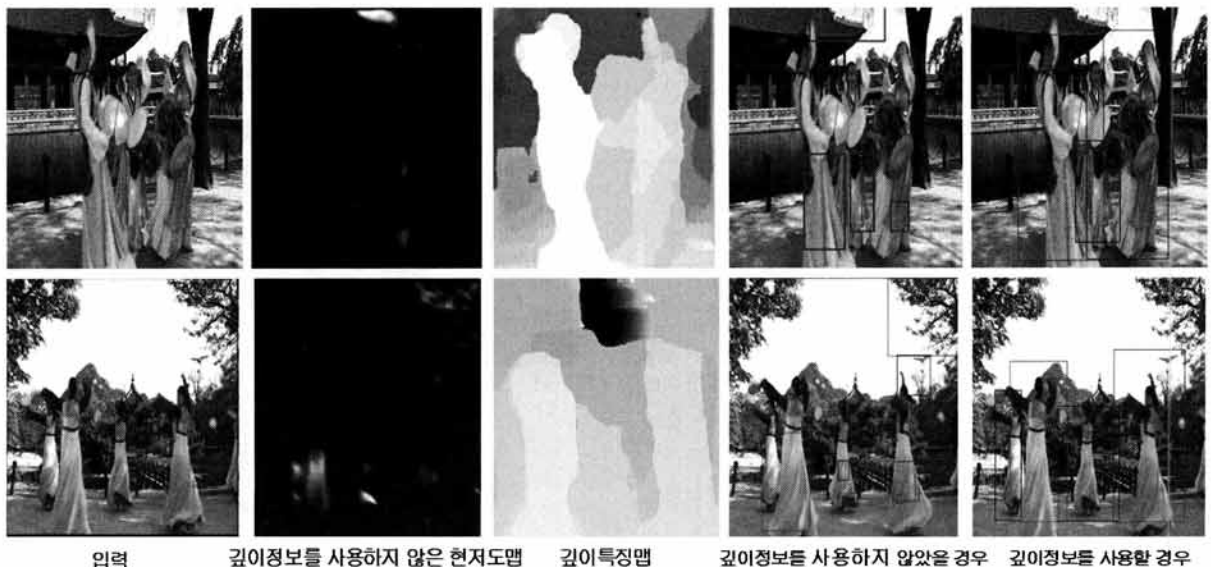 입력
깊이정보를 사용하지 않은 현저도맵
깊이특징맵
깊이정보를 사용하지 않았을 경우
깊이정보를 사용할 경우